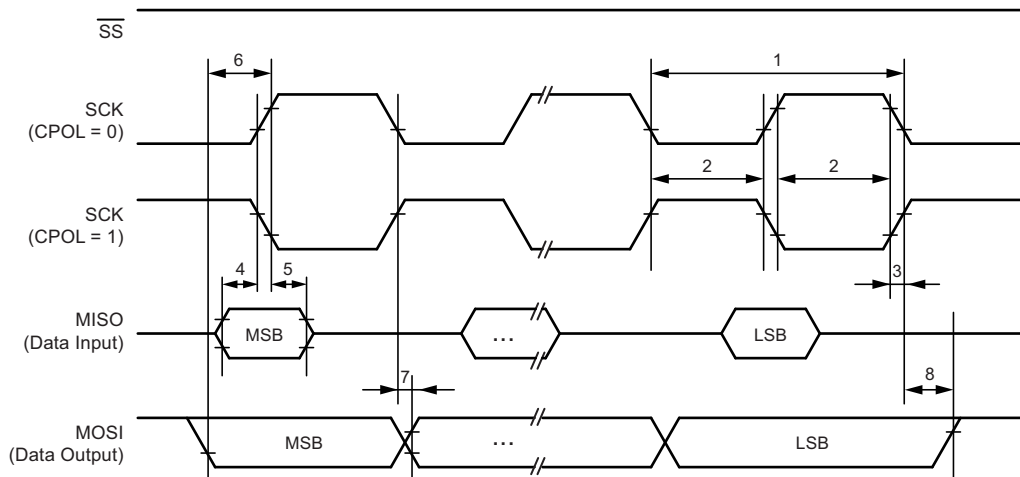 SS
6
1
SCK
(CPOL = 0)
2
2
SCK
(CPOL = 1)
4
5
3
MISO
(Data Input)
MSB
...
LSB
7
8
MOSI
(Data Output)
MSB
...
LSB